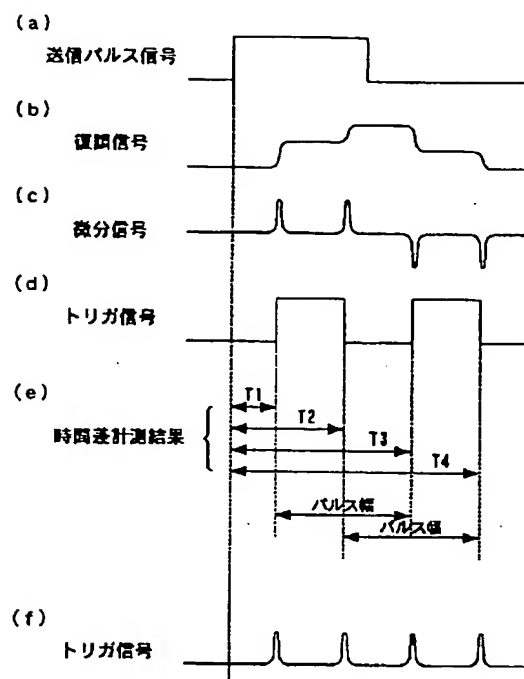 (a)
送信パルス信号
(b)
復調信号
(c)
微分信号
(d)
トリガ信号
(e)
T1
T2
時間差計測結果
T3
T4
パルス幅
パルス幅
(f)
トリガ信号